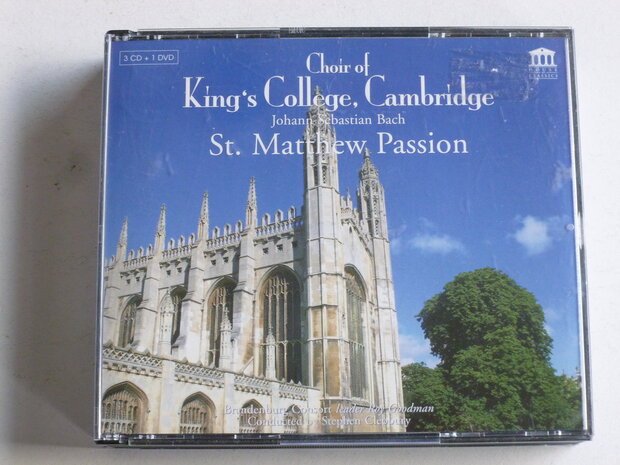 3 CD + 1 DVD
Choir of
King's College, Cambridge
Johann Sebastian Bach
St. Matthew Passion
CLASSICS
Brandenburg Consort leader Roy Goodman
Conducted by Stephen Cleobury